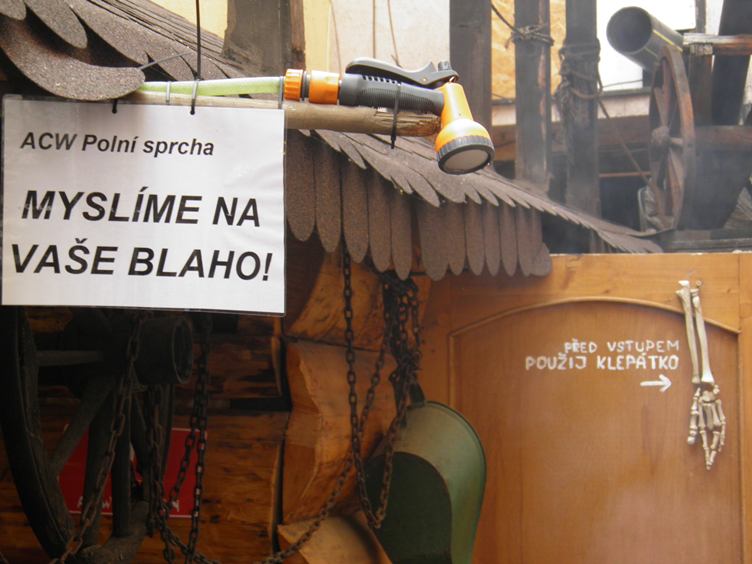 ACW Polní sprcha
MYSLÍME NA
VAŠE BLAHO!
PŘED VSTUPEM
POUŽIJ KLEPÁTKO
→